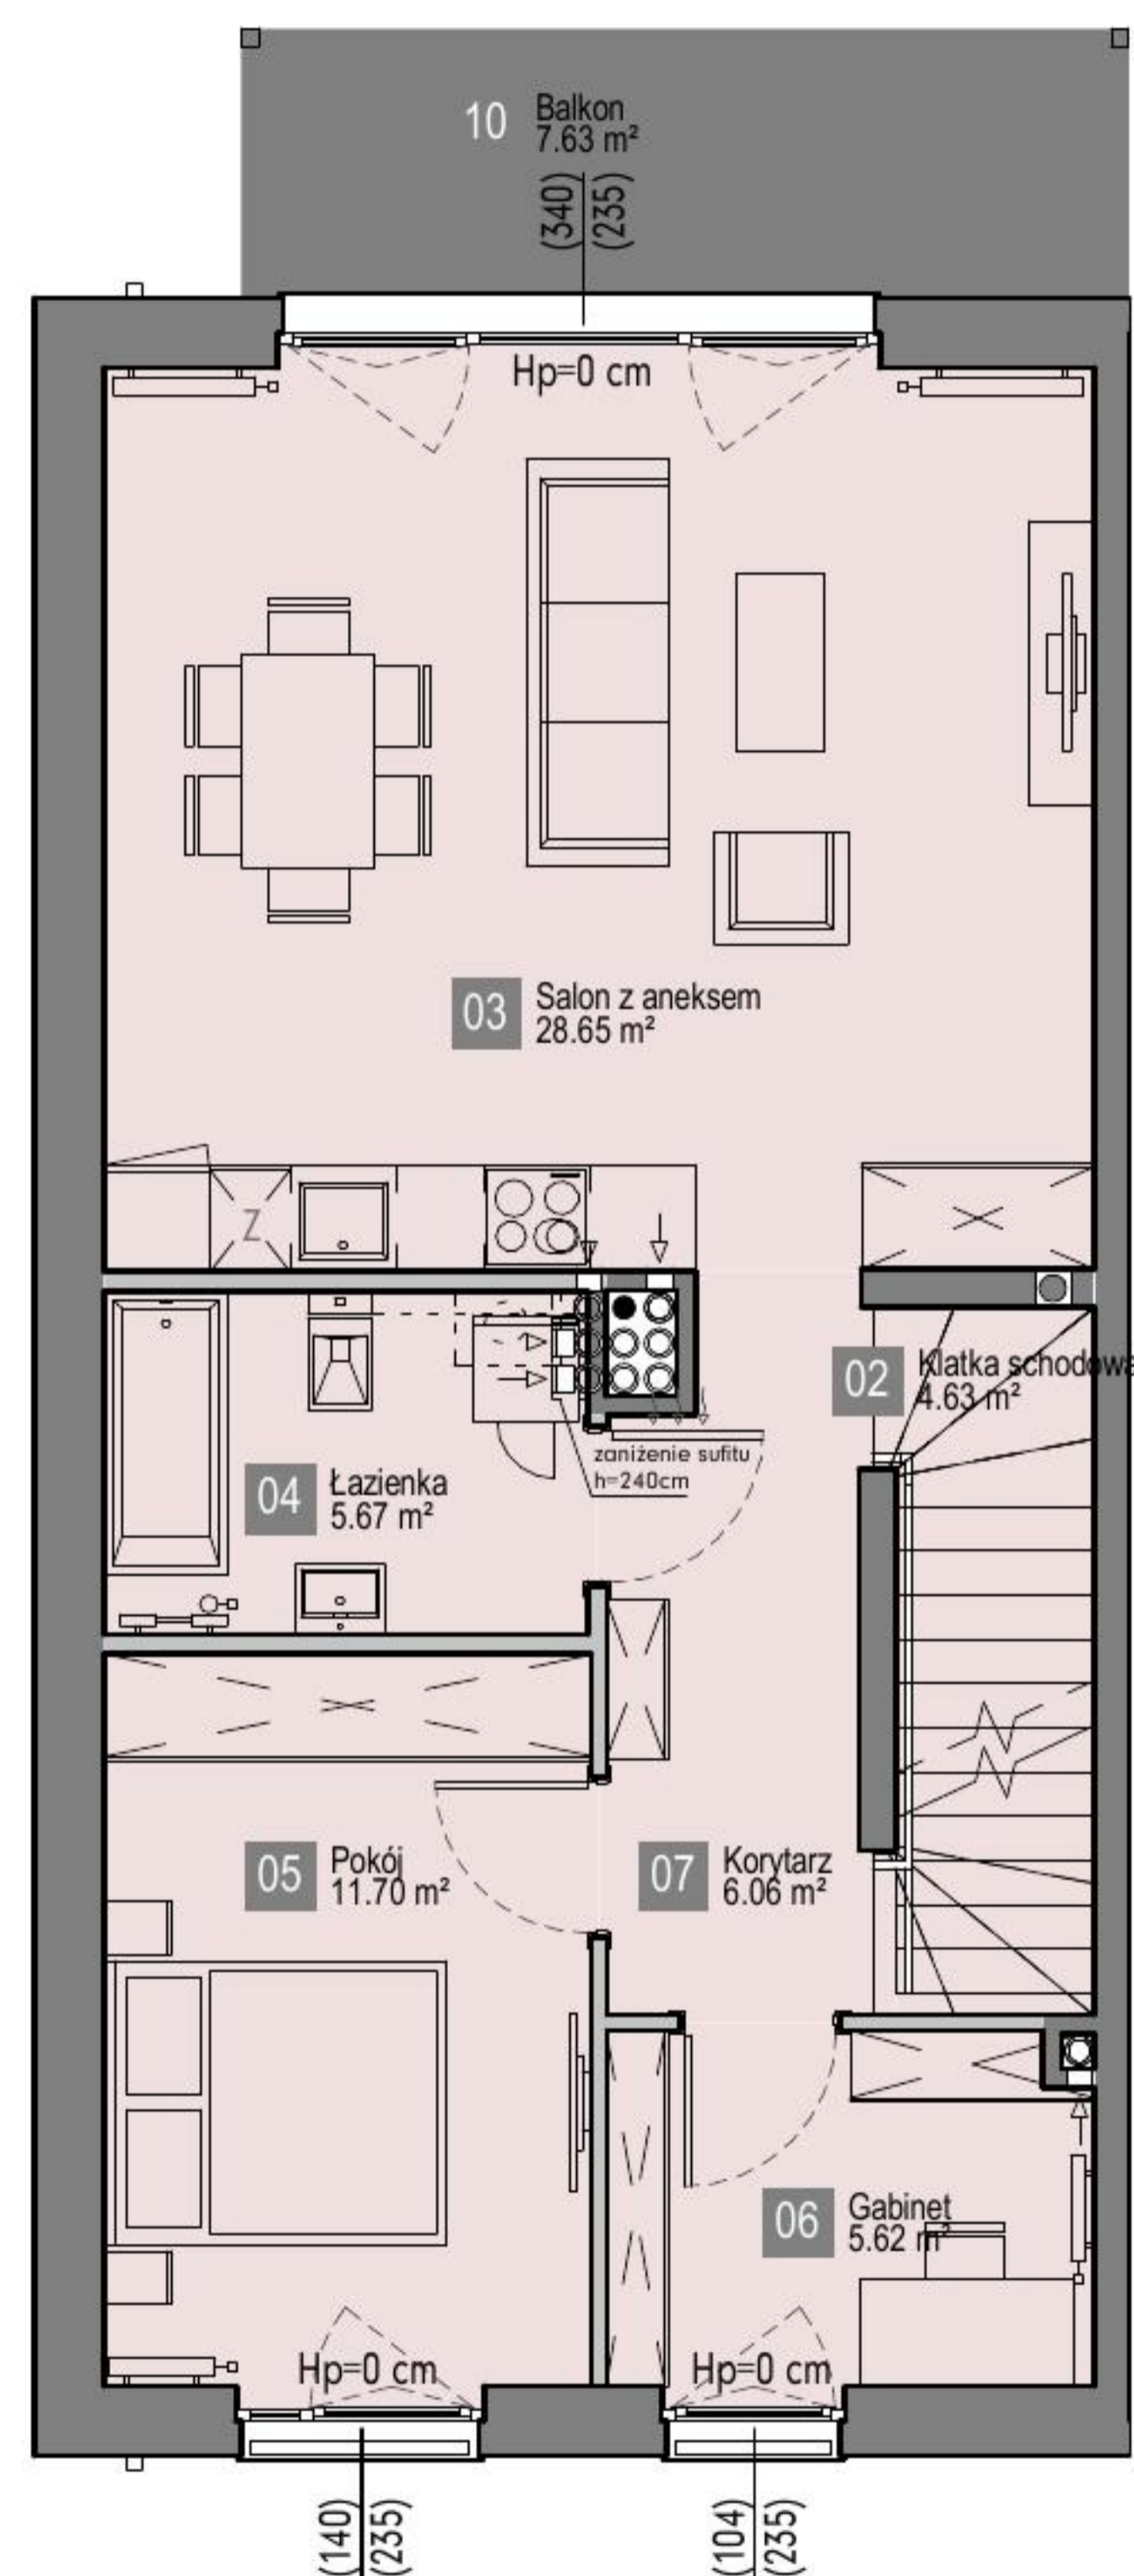 10 Balkon
7.63 m²
(340)
(235)
Hp=0 cm
03 Salon z aneksem
28.65 m²
Z
02 Klatka schodowa
4.63 m²
zaniżenie sufitu
h=240cm
04 Łazienka
5.67 m²
05 Pokój
11.70 m²
07 Korytarz
6.06 m²
06 Gabinet
5.62 m²
Hp=0 cm
Hp=0 cm
(140)
(235)
(104)
(235)